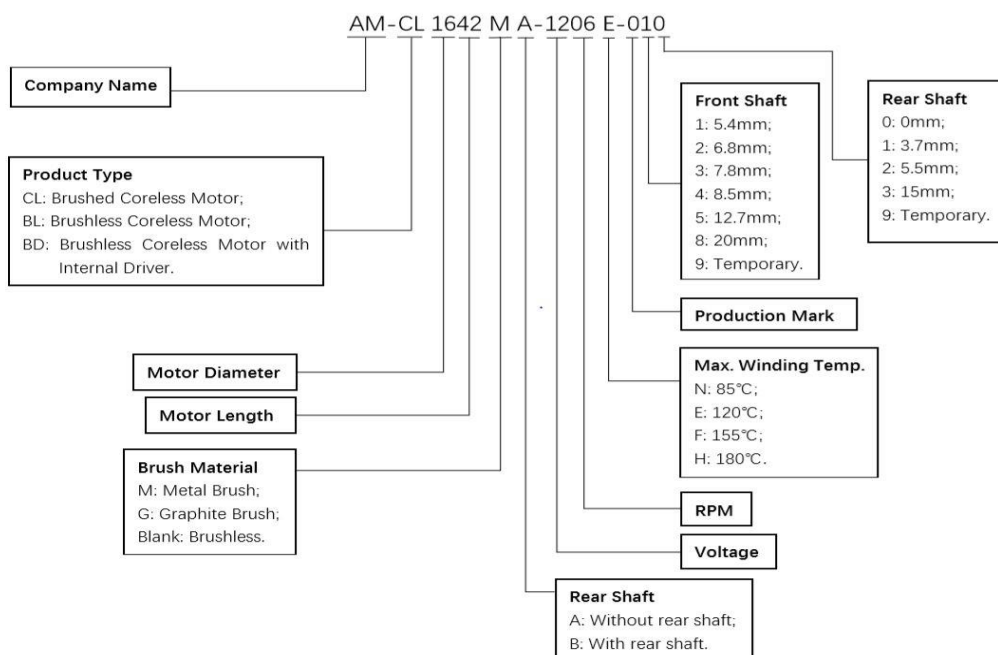 AM-CL 1642 M A-1206 E-010
Company Name
Product Type
CL: Brushed Coreless Motor;
BL: Brushless Coreless Motor;
BD: Brushless Coreless Motor with
Internal Driver.
Motor Diameter
Motor Length
Brush Material
M: Metal Brush;
G: Graphite Brush;
Blank: Brushless.
Front Shaft
1: 5.4mm;
2: 6.8mm;
3: 7.8mm;
4: 8.5mm;
5: 12.7mm;
8: 20mm;
9: Temporary.
Rear Shaft
0: 0mm;
1: 3.7mm;
2: 5.5mm;
3: 15mm;
9: Temporary.
Production Mark
Max. Winding Temp.
N: 85℃;
E: 120℃;
F: 155℃;
H: 180℃.
RPM
Voltage
Rear Shaft
A: Without rear shaft;
B: With rear shaft.